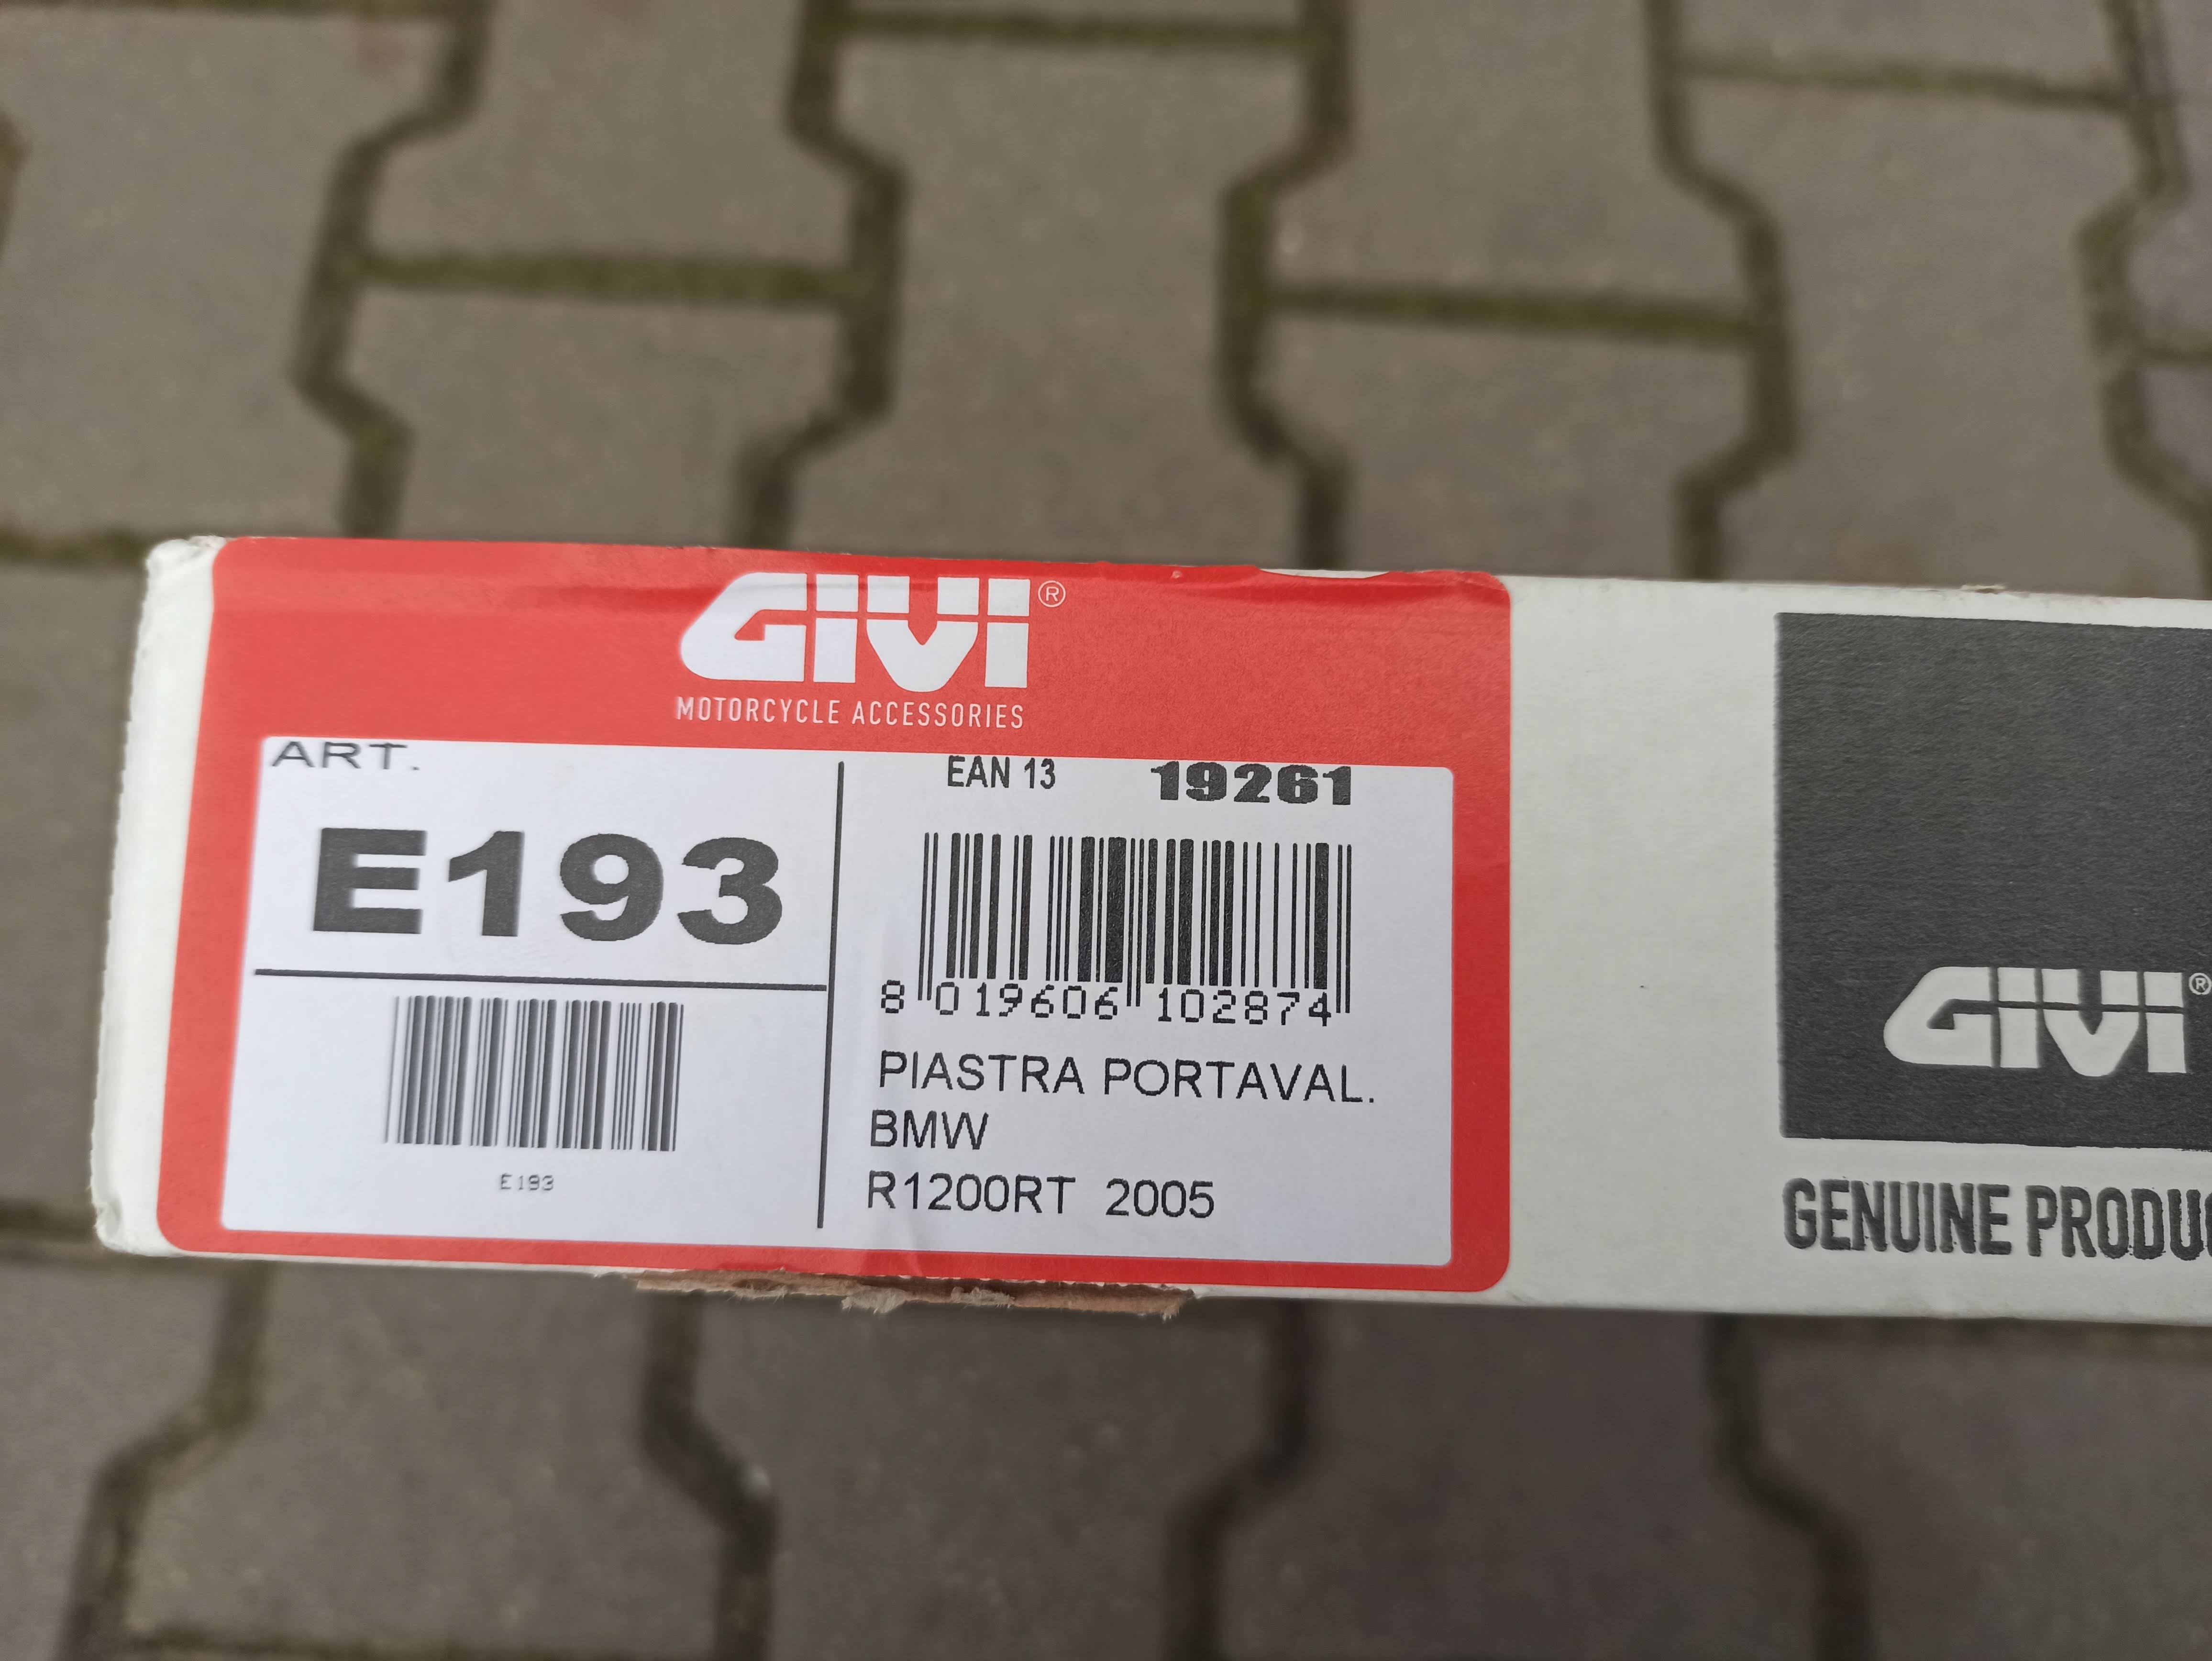 GIVI®
MOTORCYCLE ACCESSORIES
ART.
E193
E193
EAN 13 19261
8 019606 102874
PIASTRA PORTAVAL.
BMW
R1200RT 2005
GIVI®
GENUINE PRODU